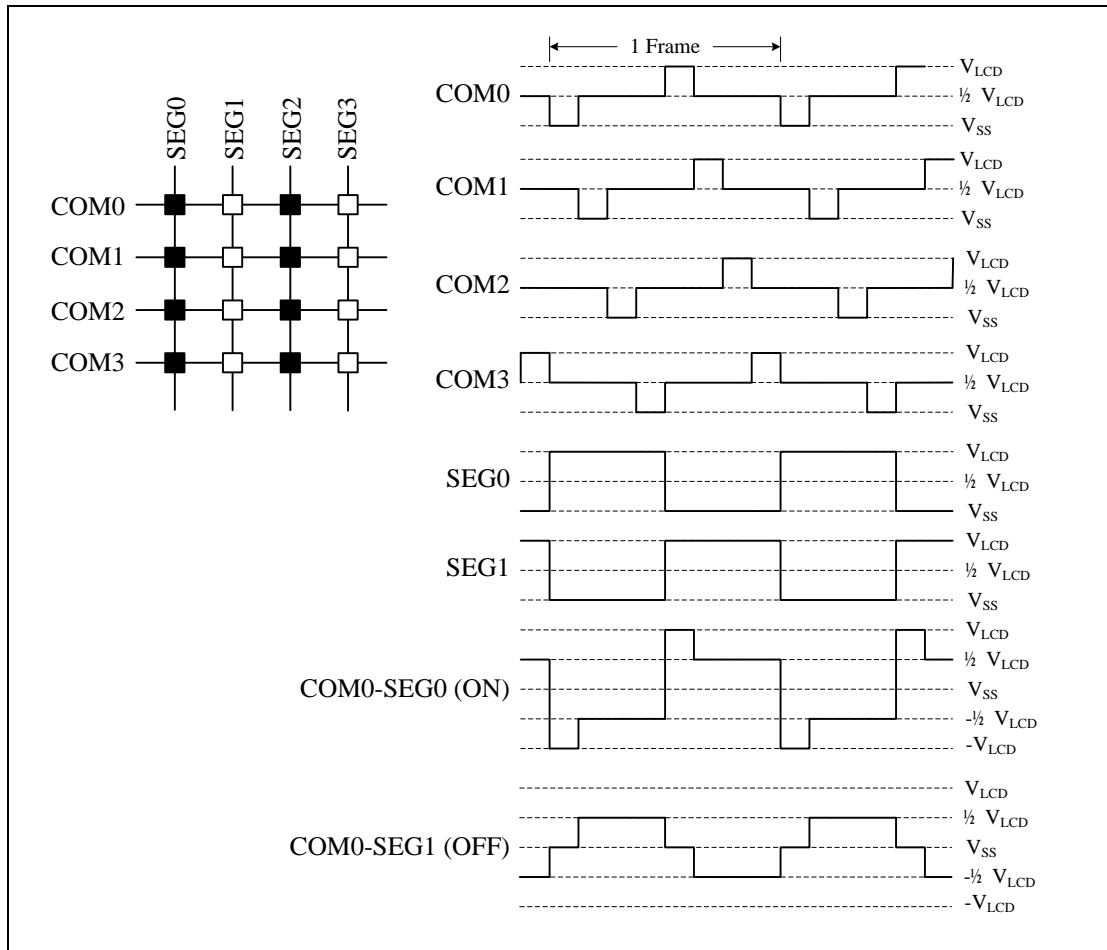 1 Frame
SEG0
SEG1
SEG2
SEG3
COM0
COM1
COM2
COM3
COM0
V_LCD
½ V_LCD
V_SS
COM1
V_LCD
½ V_LCD
V_SS
COM2
V_LCD
½ V_LCD
V_SS
COM3
V_LCD
½ V_LCD
V_SS
SEG0
V_LCD
½ V_LCD
V_SS
SEG1
V_LCD
½ V_LCD
V_SS
COM0-SEG0 (ON)
V_LCD
½ V_LCD
V_SS
-½ V_LCD
-V_LCD
COM0-SEG1 (OFF)
V_LCD
½ V_LCD
V_SS
-½ V_LCD
-V_LCD